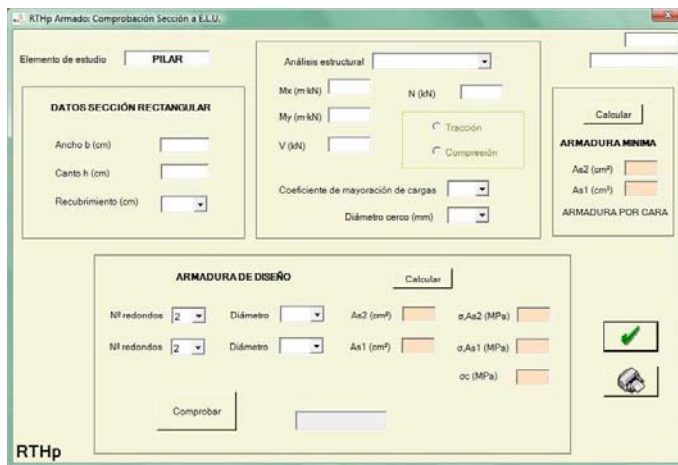 RTHp Armado: Comprobación Sección a E.L.U.
Elemento de estudio PILAR
DATOS SECCIÓN RECTANGULAR
Ancho b (cm)
Canto h (cm)
Recubrimiento (cm)
Análisis estructural
Mx (m·kN) N (kN)
My (m·kN)
V (kN)
Tracción
Compresión
Coeficiente de mayoración de cargas
Diámetro cerco (mm)
Calcular
ARMADURA MINIMA
As2 (cm²)
As1 (cm²)
ARMADURA POR CARA
ARMADURA DE DISEÑO Calcular
Nº redondos 2 Diámetro As2 (cm²) σ,As2 (MPa)
Nº redondos 2 Diámetro As1 (cm²) σ,As1 (MPa)
σc (MPa)
Comprobar
RTHp